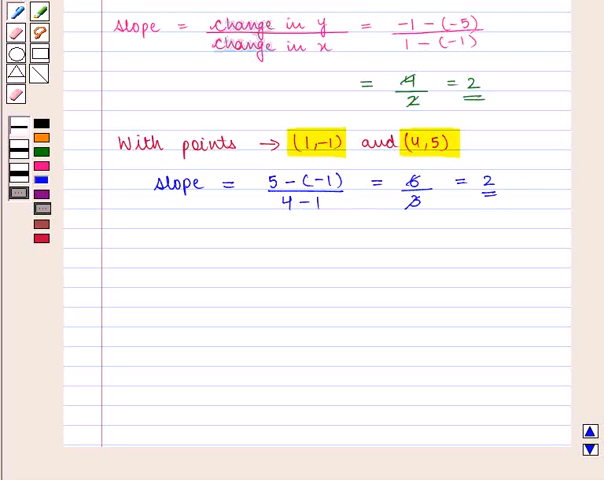 slope = change in y / change in x = -1 - (-5) / 1 - (-1)
= 4 / 2 = 2
With points → (1,-1) and (4,5)
slope = 5 - (-1) / 4 - 1 = 6 / 3 = 2